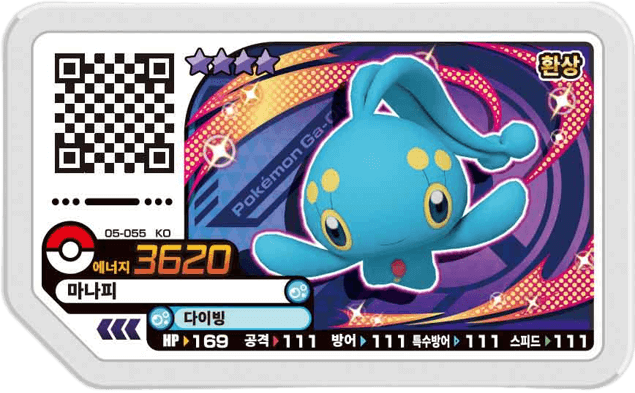 환상
Pokémon Ga-
05-055 KO
에너지 3620
마나피
다이빙
HP 169 공격 111 방어 111 특수방어 111 스피드 111